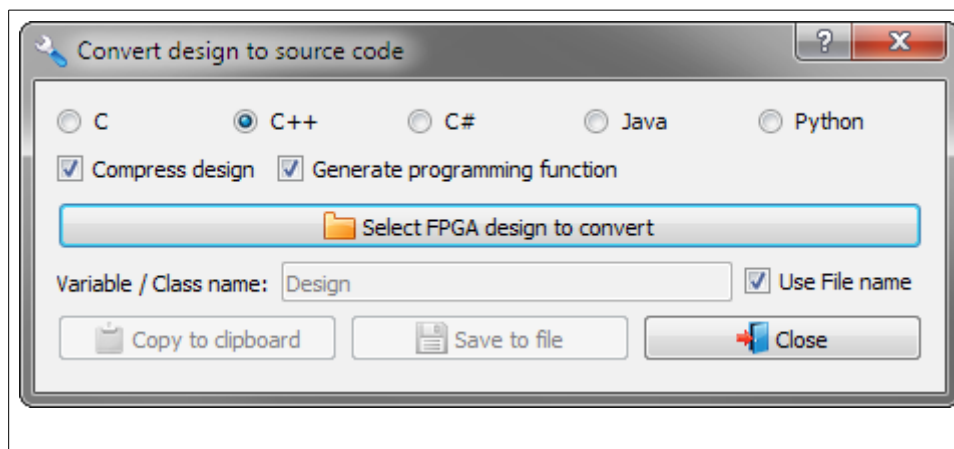 Convert design to source code
C C++ C# Java Python
Compress design Generate programming function
Select FPGA design to convert
Variable / Class name: Design Use File name
Copy to clipboard Save to file Close